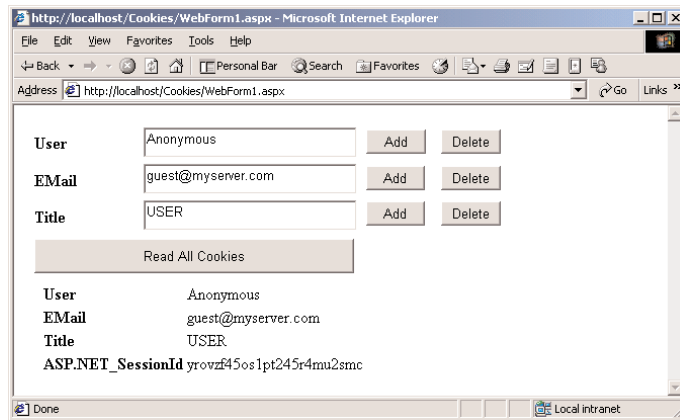 http://localhost/Cookies/WebForm1.aspx - Microsoft Internet Explorer
File Edit View Favorites Tools Help
Back Personal Bar Search Favorites
Address http://localhost/Cookies/WebForm1.aspx Go Links »
User Anonymous Add Delete
EMail guest@myserver.com Add Delete
Title USER Add Delete
Read All Cookies
User Anonymous
EMail guest@myserver.com
Title USER
ASP.NET_SessionId yrovzf45os1pt245r4mu2smc
Done Local intranet